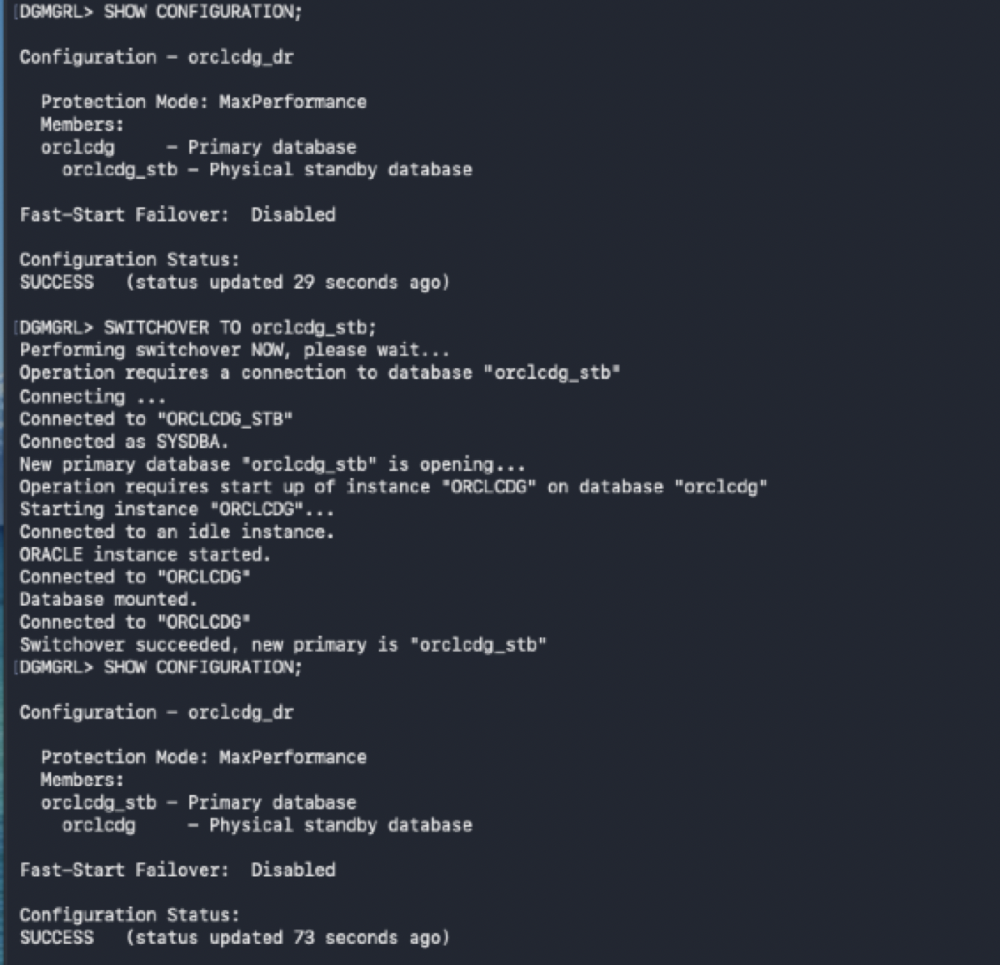 [DGMGRL> SHOW CONFIGURATION;
Configuration – orclcdg_dr
Protection Mode: MaxPerformance
Members:
orclcdg – Primary database
orclcdg_stb – Physical standby database
Fast–Start Failover: Disabled
Configuration Status:
SUCCESS (status updated 29 seconds ago)
[DGMGRL> SWITCHOVER TO orclcdg_stb;
Performing switchover NOW, please wait...
Operation requires a connection to database "orclcdg_stb"
Connecting ...
Connected to "ORCLCDG_STB"
Connected as SYSDBA.
New primary database "orclcdg_stb" is opening...
Operation requires start up of instance "ORCLCDG" on database "orclcdg"
Starting instance "ORCLCDG"...
Connected to an idle instance.
ORACLE instance started.
Connected to "ORCLCDG"
Database mounted.
Connected to "ORCLCDG"
Switchover succeeded, new primary is "orclcdg_stb"
[DGMGRL> SHOW CONFIGURATION;
Configuration – orclcdg_dr
Protection Mode: MaxPerformance
Members:
orclcdg_stb – Primary database
orclcdg – Physical standby database
Fast–Start Failover: Disabled
Configuration Status:
SUCCESS (status updated 73 seconds ago)